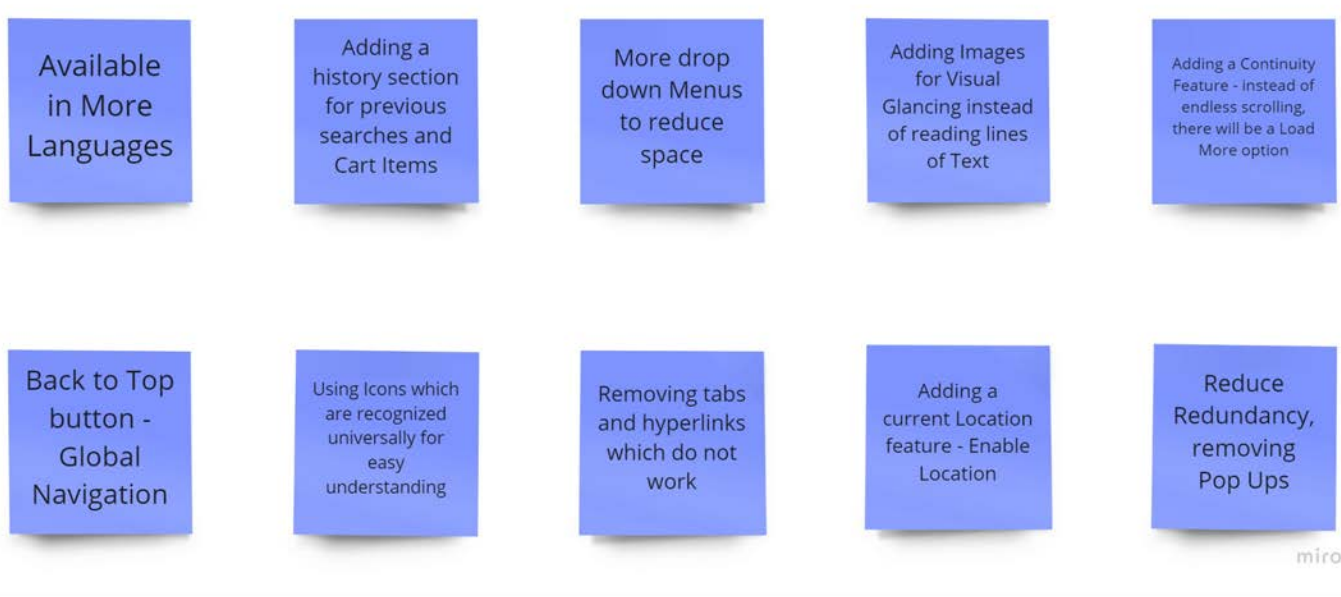 Available
in More
Languages
Adding a
history section
for previous
searches and
Cart Items
More drop
down Menus
to reduce
space
Adding Images
for Visual
Glancing instead
of reading lines
of Text
Adding a Continuity
Feature - instead of
endless scrolling,
there will be a Load
More option
Back to Top
button -
Global
Navigation
Using Icons which
are recognized
universally for
easy
understanding
Removing tabs
and hyperlinks
which do not
work
Adding a
current Location
feature - Enable
Location
Reduce
Redundancy,
removing
Pop Ups
miro